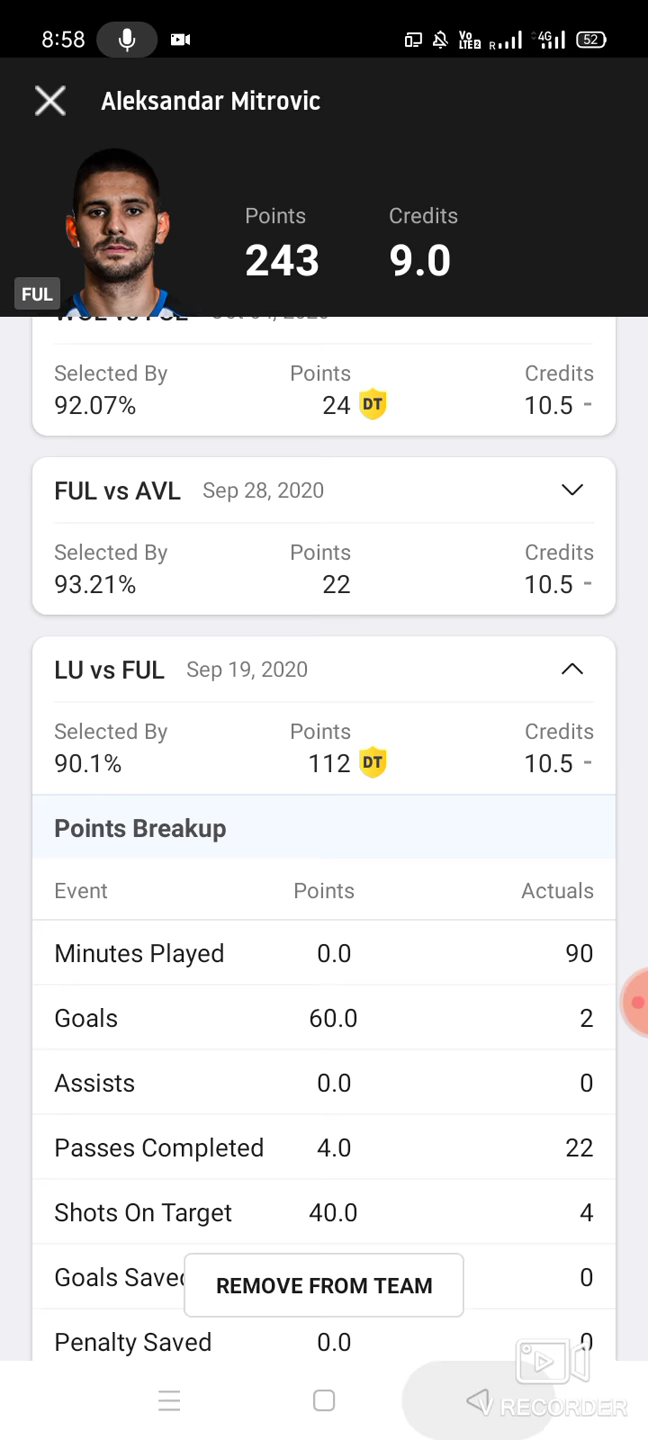 8:58
Vo
LTE2
R
4G
52
Aleksandar Mitrovic
Points
Credits
243
9.0
FUL
Selected By
Points
Credits
92.07%
24
DT
10.5 -
FUL vs AVL
Sep 28, 2020
Selected By
Points
Credits
93.21%
22
10.5 -
LU vs FUL
Sep 19, 2020
Selected By
Points
Credits
90.1%
112
DT
10.5 -
Points Breakup
Event
Points
Actuals
Minutes Played
0.0
90
Goals
60.0
2
Assists
0.0
0
Passes Completed
4.0
22
Shots On Target
40.0
4
Goals
0
REMOVE FROM TEAM
Penalty Saved
0.0
0
V RECORDER